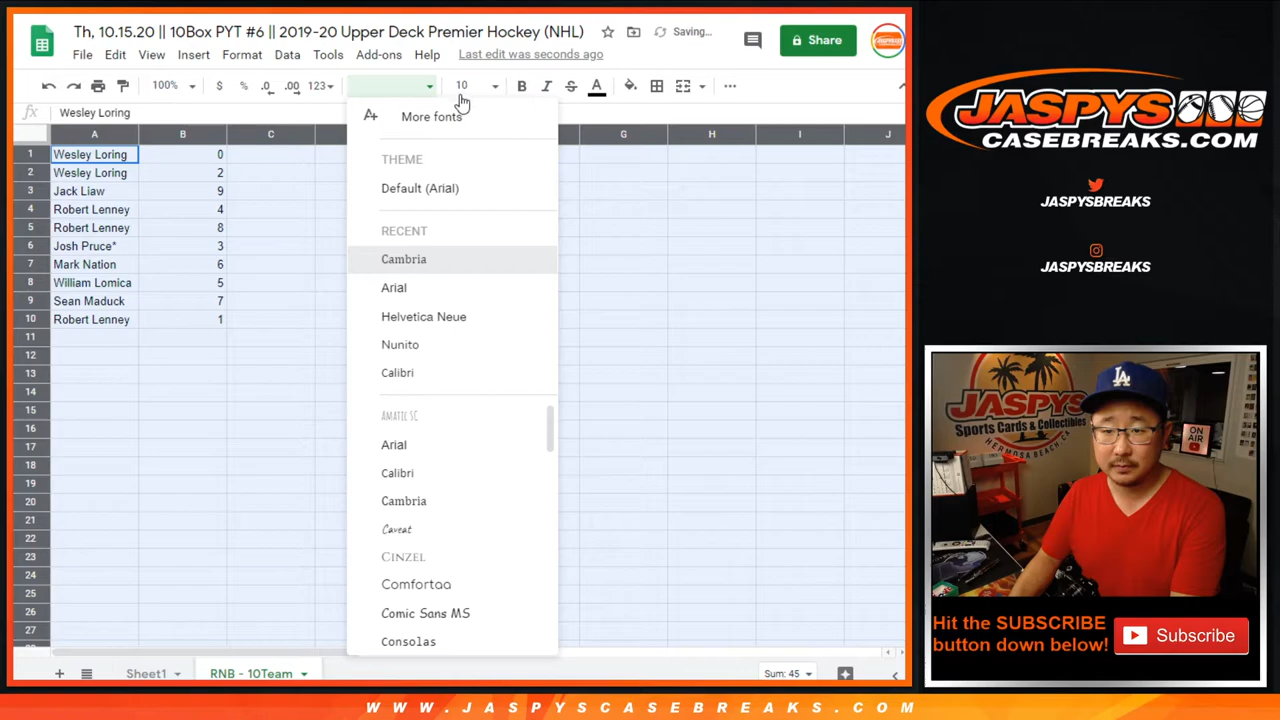 Th, 10.15.20 || 10Box PYT #6 || 2019-20 Upper Deck Premier Hockey (NHL)
Saving...
File Edit View Insert Format Data Tools Add-ons Help Last edit was seconds ago
Share
100% $ % .0 .00 123 10 B I S A
fx Wesley Loring
A B C G H I J
1 Wesley Loring 0
2 Wesley Loring 2
3 Jack Liaw 9
4 Robert Lenney 4
5 Robert Lenney 8
6 Josh Pruce* 3
7 Mark Nation 6
8 William Lomica 5
9 Sean Maduck 7
10 Robert Lenney 1
11
12
13
14
15
16
17
18
19
20
21
22
23
24
25
26
27
More fonts
THEME
Default (Arial)
RECENT
Cambria
Arial
Helvetica Neue
Nunito
Calibri
AMATIC SC
Arial
Calibri
Cambria
Caveat
CINZEL
Comfortaa
Comic Sans MS
Consolas
Sheet1 RNB - 10Team Sum: 45
JASPYS
CASEBREAKS.COM
JASPYSBREAKS
JASPYSBREAKS
JASPYS
Sports Cards & Collectibles
HERMOSA BEACH, CA
ON AIR
LA
Hit the SUBSCRIBE
button down below!
Subscribe
WWW.JASPYSCASEBREAKS.COM